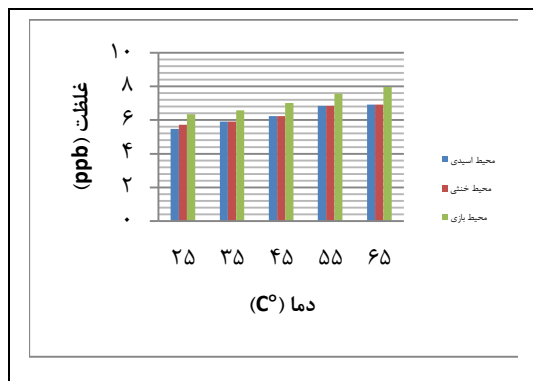 ۱۰
۸
۶
۴
۲
۰
غلظت (ppb)
۲۵ ۳۵ ۴۵ ۵۵ ۶۵
دما (C°)
محیط اسیدی
محیط خنثی
محیط بازی